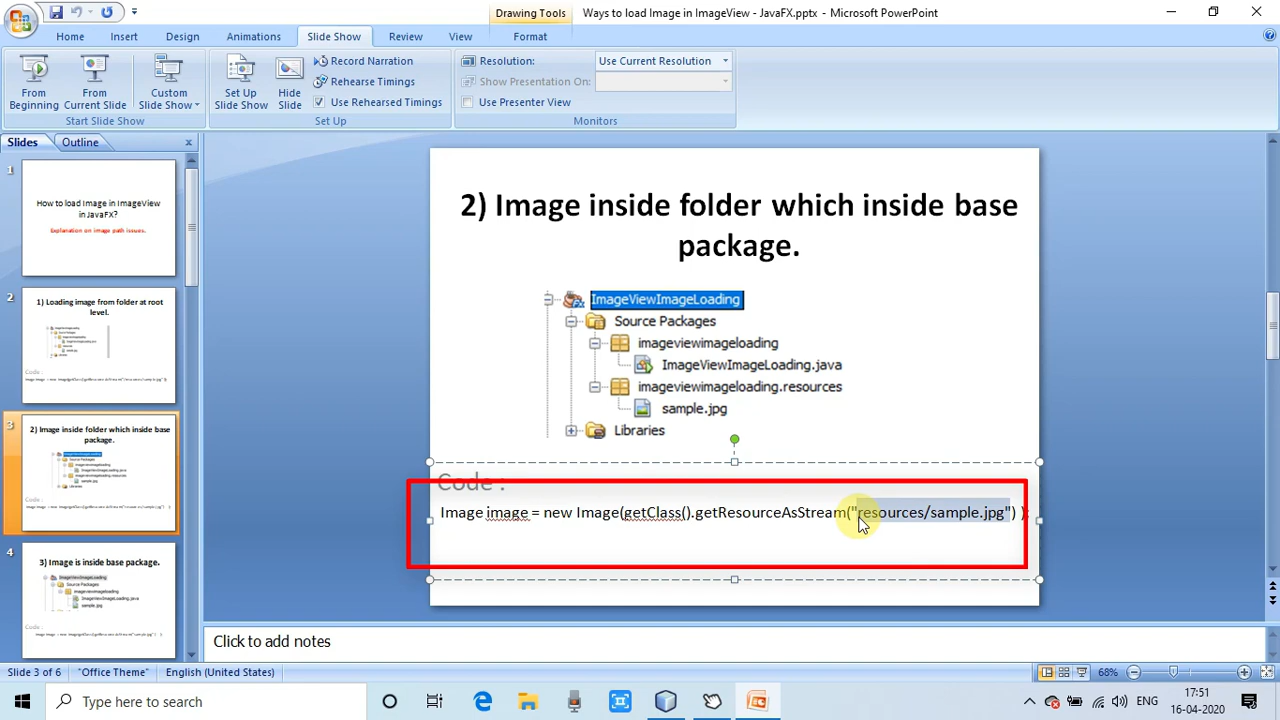 Drawing Tools
Ways to load Image in ImageView - JavaFX.pptx - Microsoft PowerPoint
Home Insert Design Animations Slide Show Review View Format
From Beginning
From Current Slide
Custom Slide Show
Start Slide Show
Set Up Slide Show
Hide Slide
Record Narration
Rehearse Timings
Use Rehearsed Timings
Set Up
Resolution: Use Current Resolution
Show Presentation On:
Use Presenter View
Monitors
Slides Outline
1
How to load Image in ImageView
in JavaFX?
Explanation on image path issues.
2
1) Loading image from folder at root
level.
Code :
3
2) Image inside folder which inside base
package.
Code :
4
3) Image is inside base package.
Code :
2) Image inside folder which inside base
package.
ImageViewImageLoading
Source Packages
imageviewimageloading
ImageViewImageLoading.java
imageviewimageloading.resources
sample.jpg
Libraries
Code :
Image image = new Image(getClass().getResourceAsStream("resources/sample.jpg") );
Click to add notes
Slide 3 of 6 "Office Theme" English (United States) 68%
Type here to search
ENG
17:51
16-04-2020